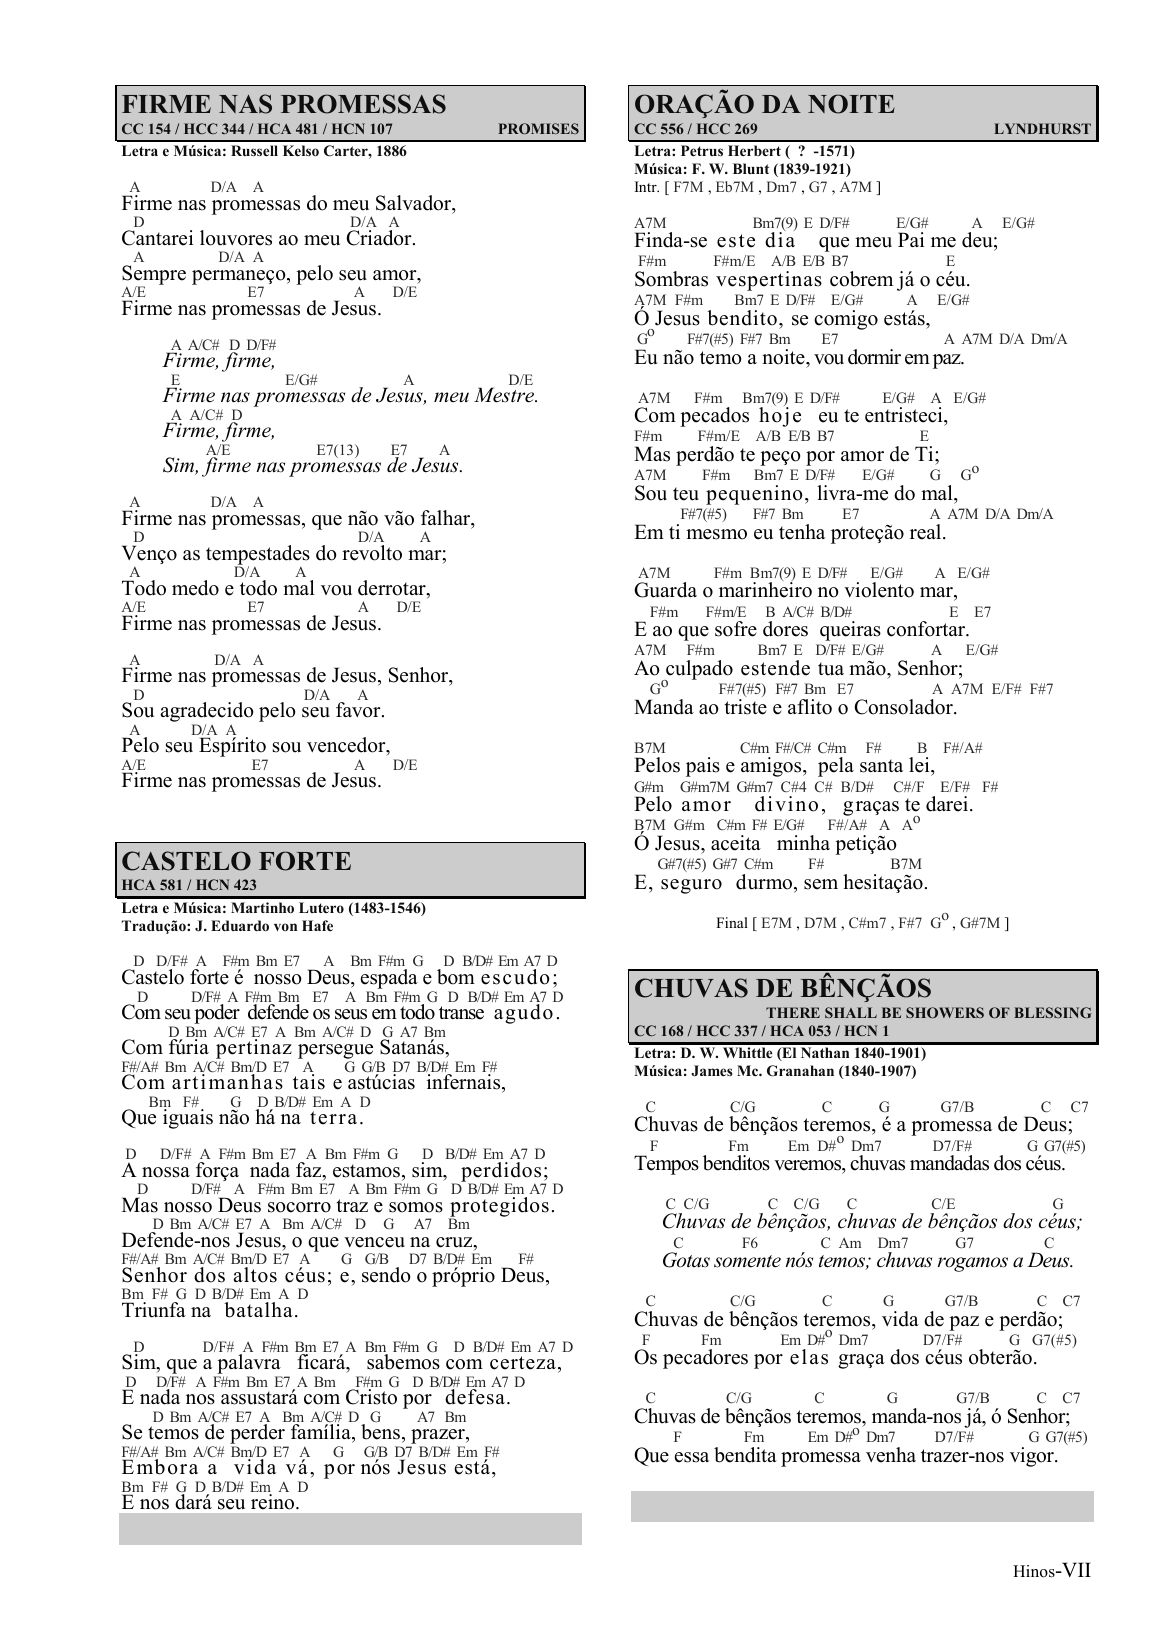 FIRME NAS PROMESSAS
CC 154 / HCC 344 / HCA 481 / HCN 107 PROMISES
Letra e Música: Russell Kelso Carter, 1886
A D/A A
Firme nas promessas do meu Salvador,
D D/A A
Cantarei louvores ao meu Criador.
A D/A A
Sempre permaneço, pelo seu amor,
A/E E7 A D/E
Firme nas promessas de Jesus.
A A/C# D D/F#
Firme, firme,
E E/G# A D/E
Firme nas promessas de Jesus, meu Mestre.
A A/C# D
Firme, firme,
A/E E7(13) E7 A
Sim, firme nas promessas de Jesus.
A D/A A
Firme nas promessas, que não vão falhar,
D D/A A
Venço as tempestades do revolto mar;
A D/A A
Todo medo e todo mal vou derrotar,
A/E E7 A D/E
Firme nas promessas de Jesus.
A D/A A
Firme nas promessas de Jesus, Senhor,
D D/A A
Sou agradecido pelo seu favor.
A D/A A
Pelo seu Espírito sou vencedor,
A/E E7 A D/E
Firme nas promessas de Jesus.
CASTELO FORTE
HCA 581 / HCN 423
Letra e Música: Martinho Lutero (1483-1546)
Tradução: J. Eduardo von Hafe
D D/F# A F#m Bm E7 A Bm F#m G D B/D# Em A7 D
Castelo forte é nosso Deus, espada e bom escudo;
D D/F# A F#m Bm E7 A Bm F#m G D B/D# Em A7 D
Com seu poder defende os seus em todo transe agudo.
D Bm A/C# E7 A Bm A/C# D G A7 Bm
Com fúria pertinaz persegue Satanás,
F#/A# Bm A/C# Bm/D E7 A G G/B D7 B/D# Em F#
Com artimanhas tais e astúcias infernais,
Bm F# G D B/D# Em A D
Que iguais não há na terra.
D D/F# A F#m Bm E7 A Bm F#m G D B/D# Em A7 D
A nossa força nada faz, estamos, sim, perdidos;
D D/F# A F#m Bm E7 A Bm F#m G D B/D# Em A7 D
Mas nosso Deus socorro traz e somos protegidos.
D Bm A/C# E7 A Bm A/C# D G A7 Bm
Defende-nos Jesus, o que venceu na cruz,
F#/A# Bm A/C# Bm/D E7 A G G/B D7 B/D# Em F#
Senhor dos altos céus; e, sendo o próprio Deus,
Bm F# G D B/D# Em A D
Triunfa na batalha.
D D/F# A F#m Bm E7 A Bm F#m G D B/D# Em A7 D
Sim, que a palavra ficará, sabemos com certeza,
D D/F# A F#m Bm E7 A Bm F#m G D B/D# Em A7 D
E nada nos assustará com Cristo por defesa.
D Bm A/C# E7 A Bm A/C# D G A7 Bm
Se temos de perder família, bens, prazer,
F#/A# Bm A/C# Bm/D E7 A G G/B D7 B/D# Em F#
Embora a vida vá, por nós Jesus está,
Bm F# G D B/D# Em A D
E nos dará seu reino.
ORAÇÃO DA NOITE
CC 556 / HCC 269 LYNDHURST
Letra: Petrus Herbert ( ? -1571)
Música: F. W. Blunt (1839-1921)
Intr. [ F7M , Eb7M , Dm7 , G7 , A7M ]
A7M Bm7(9) E D/F# E/G# A E/G#
Finda-se este dia que meu Pai me deu;
F#m F#m/E A/B E/B B7 E
Sombras vespertinas cobrem já o céu.
A7M F#m Bm7 E D/F# E/G# A E/G#
Ó Jesus bendito, se comigo estás,
Gº F#7(#5) F#7 Bm E7 A A7M D/A Dm/A
Eu não temo a noite, vou dormir em paz.
A7M F#m Bm7(9) E D/F# E/G# A E/G#
Com pecados hoje eu te entristeci,
F#m F#m/E A/B E/B B7 E
Mas perdão te peço por amor de Ti;
A7M F#m Bm7 E D/F# E/G# G Gº
Sou teu pequenino, livra-me do mal,
F#7(#5) F#7 Bm E7 A A7M D/A Dm/A
Em ti mesmo eu tenha proteção real.
A7M F#m Bm7(9) E D/F# E/G# A E/G#
Guarda o marinheiro no violento mar,
F#m F#m/E B A/C# B/D# E E7
E ao que sofre dores queiras confortar.
A7M F#m Bm7 E D/F# E/G# A E/G#
Ao culpado estende tua mão, Senhor;
Gº F#7(#5) F#7 Bm E7 A A7M E/F# F#7
Manda ao triste e aflito o Consolador.
B7M C#m F#/C# C#m F# B F#/A#
Pelos pais e amigos, pela santa lei,
G#m G#m7M G#m7 C#4 C# B/D# C#/F E/F# F#
Pelo amor divino, graças te darei.
B7M G#m C#m F# E/G# F#/A# A Aº
Ó Jesus, aceita minha petição
G#7(#5) G#7 C#m F# B7M
E, seguro durmo, sem hesitação.
Final [ E7M , D7M , C#m7 , F#7 Gº , G#7M ]
CHUVAS DE BÊNÇÃOS
THERE SHALL BE SHOWERS OF BLESSING
CC 168 / HCC 337 / HCA 053 / HCN 1
Letra: D. W. Whittle (El Nathan 1840-1901)
Música: James Mc. Granahan (1840-1907)
C C/G C G G7/B C C7
Chuvas de bênçãos teremos, é a promessa de Deus;
F Fm Em D#º Dm7 D7/F# G G7(#5)
Tempos benditos veremos, chuvas mandadas dos céus.
C C/G C C/G C C/E G
Chuvas de bênçãos, chuvas de bênçãos dos céus;
C F6 C Am Dm7 G7 C
Gotas somente nós temos; chuvas rogamos a Deus.
C C/G C G G7/B C C7
Chuvas de bênçãos teremos, vida de paz e perdão;
F Fm Em D#º Dm7 D7/F# G G7(#5)
Os pecadores por elas graça dos céus obterão.
C C/G C G G7/B C C7
Chuvas de bênçãos teremos, manda-nos já, ó Senhor;
F Fm Em D#º Dm7 D7/F# G G7(#5)
Que essa bendita promessa venha trazer-nos vigor.
Hinos-VII